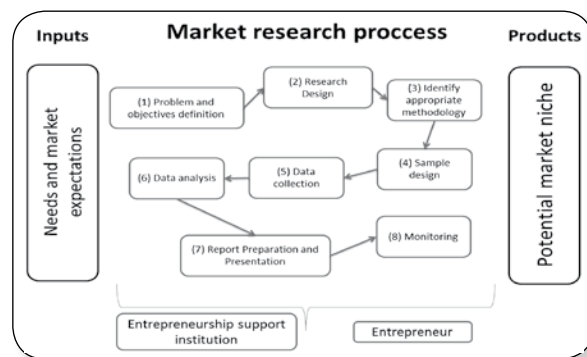 Inputs
Market research proccess
Products
Needs and market
expectations
(1) Problem and
objectives definition
(2) Research
Design
(3) Identify
appropriate
methodology
(4) Sample
design
(5) Data
collection
(6) Data analysis
(7) Report Preparation and
Presentation
(8) Monitoring
Potential market niche
Entrepreneurship support
institution
Entrepreneur